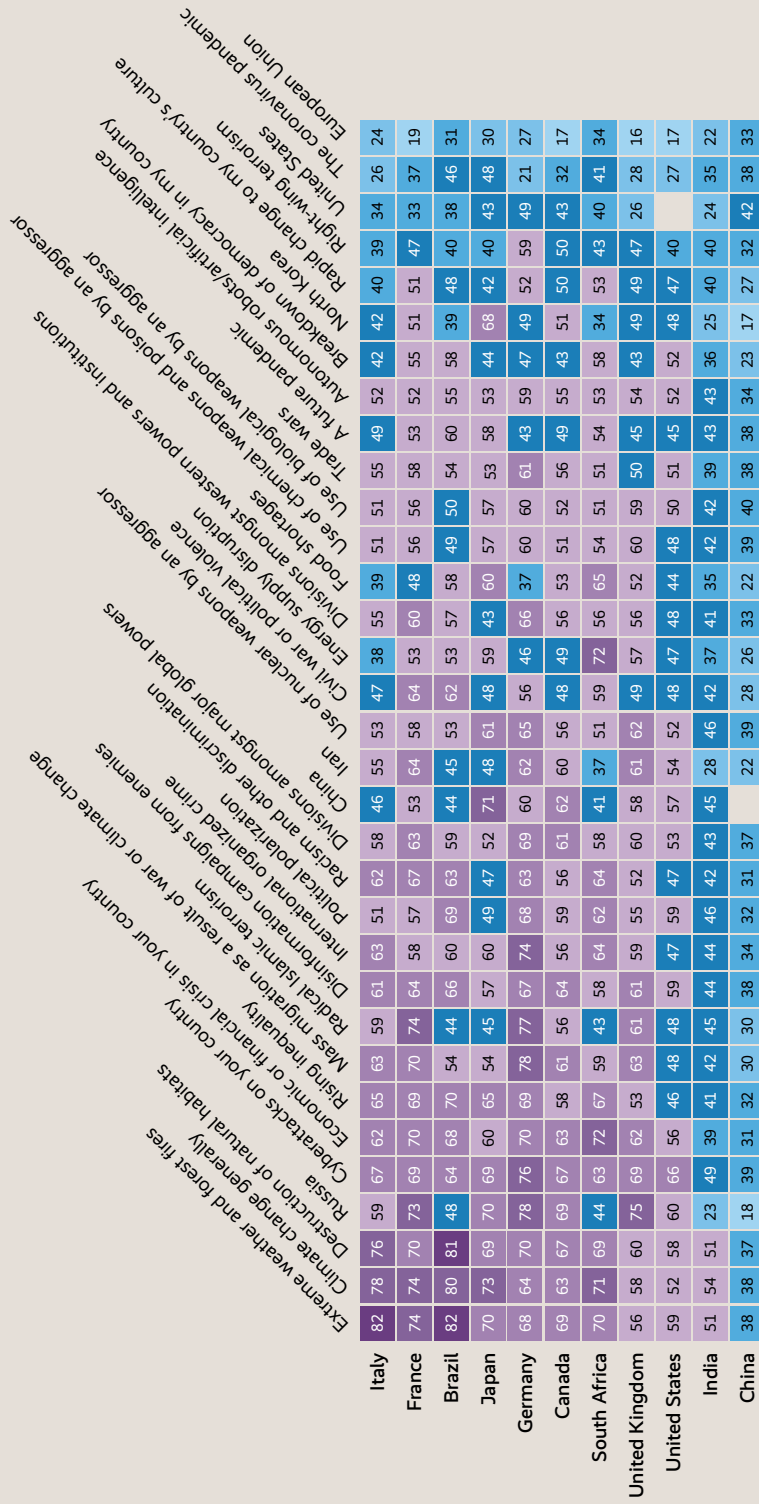 Extreme weather and forest fires
Climate change generally
Destruction of natural habitats
Russia
Cyberattacks on your country
Economic or financial crisis in your country
Rising inequality
Mass migration as a result of war or climate change
Radical Islamic terrorism
Disinformation campaigns from enemies
International organized crime
Political polarization
Racism and other discrimination
Divisions amongst major global powers
China
Iran
Use of nuclear weapons by an aggressor
Civil war or political violence
Energy supply disruption
Divisions amongst western powers and institutions
Food shortages
Use of chemical weapons and poisons by an aggressor
Use of biological weapons by an aggressor
Trade wars
A future pandemic
Autonomous robots/artificial intelligence
Breakdown of democracy in my country
North Korea
Rapid change to my country's culture
Right-wing terrorism
United States
The coronavirus pandemic
European Union
Italy 82 78 76 59 67 62 65 63 59 61 63 51 62 58 46 55 53 47 38 55 39 51 51 55 49 52 42 42 40 39 34 26 24
France 74 74 70 73 69 70 69 70 74 64 58 57 67 63 53 64 58 64 53 60 48 56 56 58 53 52 55 51 51 47 33 37 19
Brazil 82 80 81 48 64 68 70 54 44 66 60 69 63 59 44 45 53 62 53 57 58 49 50 54 60 55 58 39 48 40 38 46 31
Japan 70 73 69 70 69 60 65 54 45 57 60 49 47 52 71 48 61 48 59 43 60 57 57 53 58 53 44 68 42 40 43 48 30
Germany 68 64 70 78 76 70 69 78 77 67 74 68 63 69 60 62 65 56 46 66 37 60 60 61 43 59 47 49 52 59 49 21 27
Canada 69 63 67 69 67 63 58 61 56 64 56 59 56 61 62 60 56 48 49 56 53 51 52 56 49 55 43 51 50 50 43 32 17
South Africa 70 71 69 44 63 72 67 59 43 58 64 62 64 58 41 37 51 59 72 56 65 54 51 51 54 53 58 34 53 43 40 41 34
United Kingdom 56 58 60 75 69 62 53 63 61 61 59 55 52 60 58 61 62 49 57 56 52 60 59 50 45 54 43 49 49 47 26 28 16
United States 59 52 58 60 66 56 46 48 48 59 47 59 47 53 57 54 52 48 47 48 44 48 50 51 45 52 52 48 47 40 27 17
India 51 54 51 23 49 39 41 42 45 44 44 46 42 43 45 28 46 42 37 41 35 42 42 39 43 43 36 25 40 40 24 35 22
China 38 38 37 18 39 31 32 30 30 38 34 32 31 37 22 39 28 26 33 22 39 40 38 38 34 23 17 27 32 42 38 33